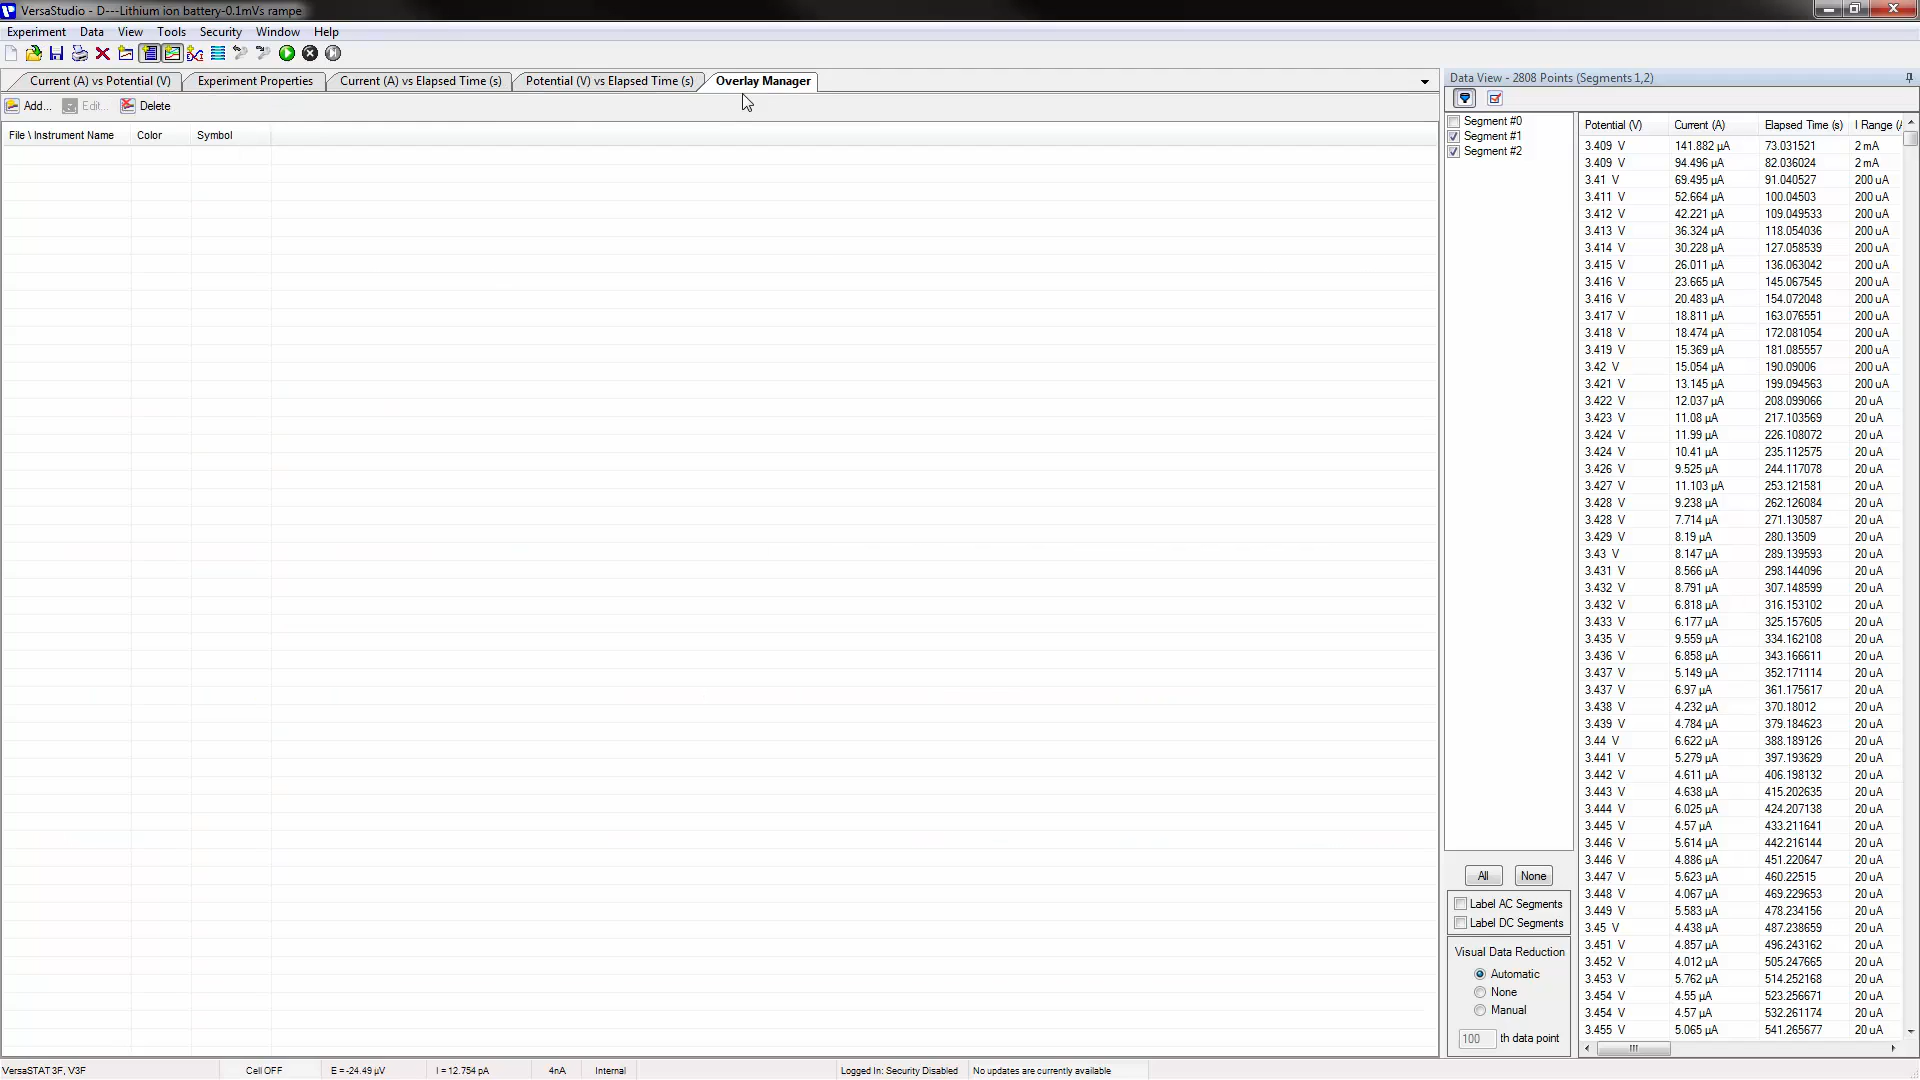 VersaStudio - D---Lithium ion battery-0.1mVs rampe
Experiment Data View Tools Security Window Help
Current (A) vs Potential (V) Experiment Properties Current (A) vs Elapsed Time (s) Potential (V) vs Elapsed Time (s) Overlay Manager
Add... Edit... Delete
File \ Instrument Name Color Symbol
Data View - 2808 Points (Segments 1,2)
Segment #0
Segment #1
Segment #2
All None
Label AC Segments
Label DC Segments
Visual Data Reduction
Automatic
None
Manual
100 th data point
Potential (V) Current (A) Elapsed Time (s) I Range (A
3.409 V 141.882 µA 73.031521 2 mA
3.409 V 94.496 µA 82.036024 2 mA
3.41 V 69.495 µA 91.040527 200 uA
3.411 V 52.664 µA 100.04503 200 uA
3.412 V 42.221 µA 109.049533 200 uA
3.413 V 36.324 µA 118.054036 200 uA
3.414 V 30.228 µA 127.058539 200 uA
3.415 V 26.011 µA 136.063042 200 uA
3.416 V 23.665 µA 145.067545 200 uA
3.416 V 20.483 µA 154.072048 200 uA
3.417 V 18.811 µA 163.076551 200 uA
3.418 V 18.474 µA 172.081054 200 uA
3.419 V 15.369 µA 181.085557 200 uA
3.42 V 15.054 µA 190.09006 200 uA
3.421 V 13.145 µA 199.094563 200 uA
3.422 V 12.037 µA 208.099066 20 uA
3.423 V 11.08 µA 217.103569 20 uA
3.424 V 11.99 µA 226.108072 20 uA
3.424 V 10.41 µA 235.112575 20 uA
3.426 V 9.525 µA 244.117078 20 uA
3.427 V 11.103 µA 253.121581 20 uA
3.428 V 9.238 µA 262.126084 20 uA
3.428 V 7.714 µA 271.130587 20 uA
3.429 V 8.19 µA 280.13509 20 uA
3.43 V 8.147 µA 289.139593 20 uA
3.431 V 8.566 µA 298.144096 20 uA
3.432 V 8.791 µA 307.148599 20 uA
3.432 V 6.818 µA 316.153102 20 uA
3.433 V 6.177 µA 325.157605 20 uA
3.435 V 9.559 µA 334.162108 20 uA
3.436 V 6.858 µA 343.166611 20 uA
3.437 V 5.149 µA 352.171114 20 uA
3.437 V 6.97 µA 361.175617 20 uA
3.438 V 4.232 µA 370.18012 20 uA
3.439 V 4.784 µA 379.184623 20 uA
3.44 V 6.622 µA 388.189126 20 uA
3.441 V 5.279 µA 397.193629 20 uA
3.442 V 4.611 µA 406.198132 20 uA
3.443 V 4.638 µA 415.202635 20 uA
3.444 V 6.025 µA 424.207138 20 uA
3.445 V 4.57 µA 433.211641 20 uA
3.446 V 5.614 µA 442.216144 20 uA
3.446 V 4.886 µA 451.220647 20 uA
3.447 V 5.623 µA 460.22515 20 uA
3.448 V 4.067 µA 469.229653 20 uA
3.449 V 5.583 µA 478.234156 20 uA
3.45 V 4.438 µA 487.238659 20 uA
3.451 V 4.857 µA 496.243162 20 uA
3.452 V 4.012 µA 505.247665 20 uA
3.453 V 5.762 µA 514.252168 20 uA
3.454 V 4.55 µA 523.256671 20 uA
3.454 V 4.57 µA 532.261174 20 uA
3.455 V 5.065 µA 541.265677 20 uA
VersaSTAT 3F, V3F Cell OFF E = -24.49 µV I = 12.754 pA 4nA Internal Logged In: Security Disabled No updates are currently available